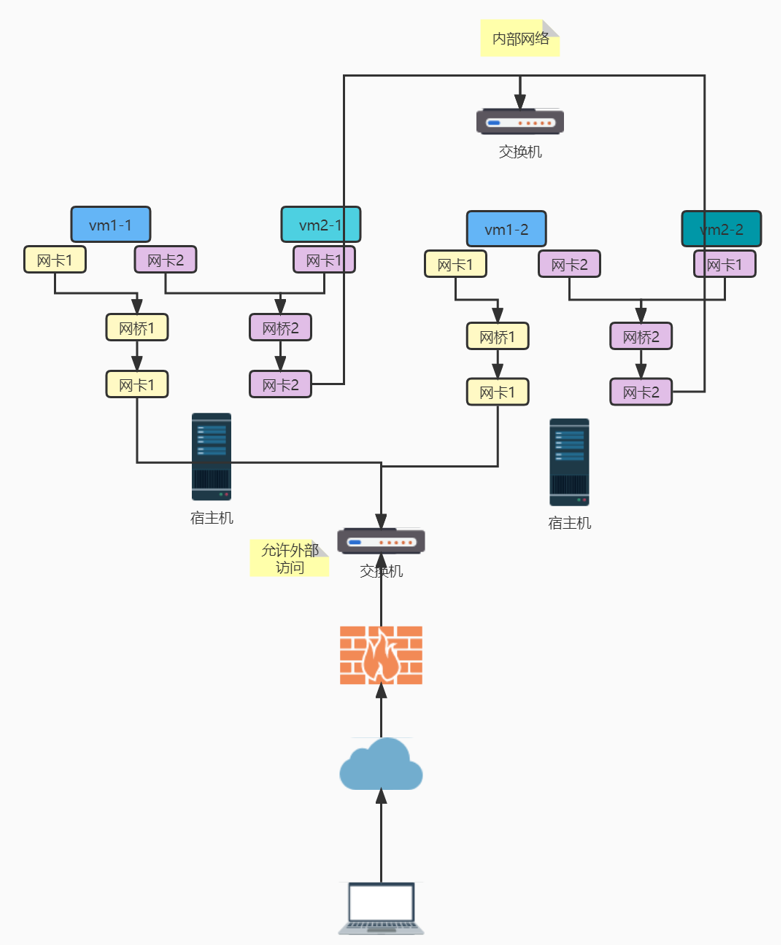 内部网络
交换机
vm1-1
vm2-1
vm1-2
vm2-2
网卡1
网卡2
网卡1
网卡1
网卡2
网卡1
网桥1
网桥2
网桥1
网桥2
网卡1
网卡2
网卡1
网卡2
宿主机
宿主机
允许外部
访问
交换机